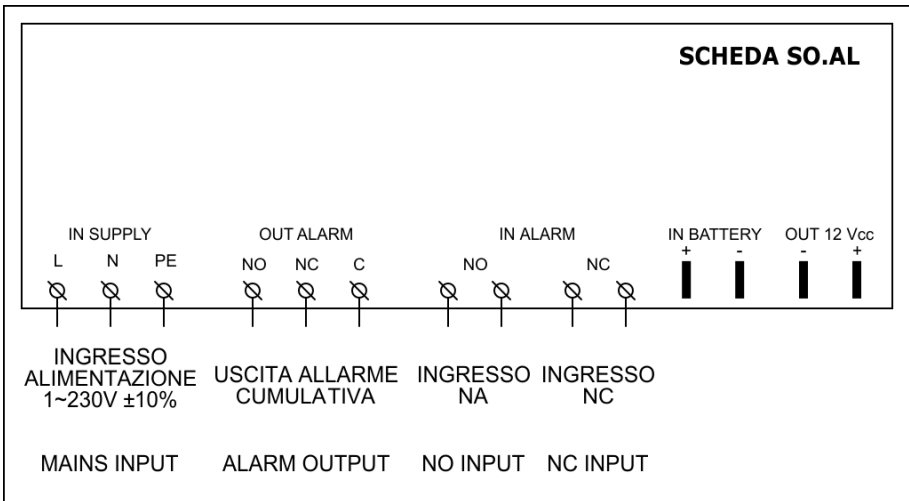 SCHEDA SO.AL
IN SUPPLY OUT ALARM IN ALARM IN BATTERY OUT 12 Vcc
L N PE NO NC C NO NC + - - +
INGRESSO
ALIMENTAZIONE
1~230V ±10%
USCITA ALLARME
CUMULATIVA
INGRESSO
NA
INGRESSO
NC
MAINS INPUT ALARM OUTPUT NO INPUT NC INPUT